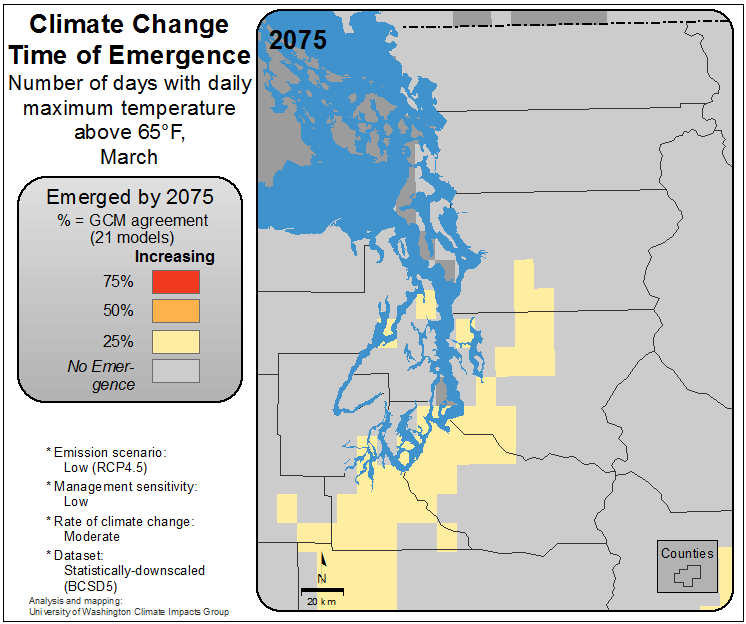 Climate Change
Time of Emergence
Number of days with daily
maximum temperature
above 65°F,
March
Emerged by 2075
% = GCM agreement
(21 models)
Increasing
75%
50%
25%
No Emer-
gence
* Emission scenario:
Low (RCP4.5)
* Management sensitivity:
Low
* Rate of climate change:
Moderate
* Dataset:
Statistically-downscaled
(BCSD5)
Analysis and mapping:
University of Washington Climate Impacts Group
2075
N
20 km
Counties